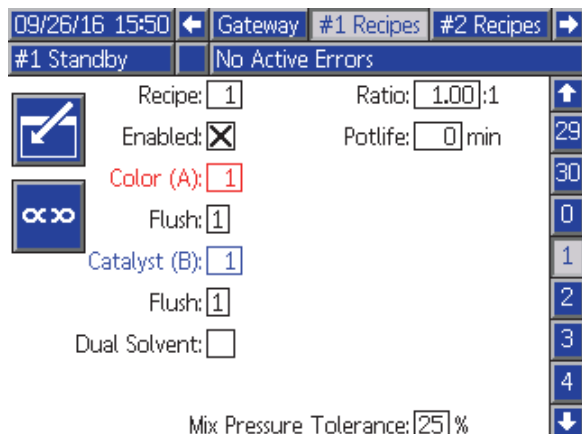 09/26/16 15:50 Gateway #1 Recipes #2 Recipes
#1 Standby No Active Errors
Recipe: 1 Ratio: 1.00 :1
Enabled: Potlife: 0 min
Color (A): 1
Flush: 1
Catalyst (B): 1
Flush: 1
Dual Solvent:
Mix Pressure Tolerance: 25 %
29
30
0
1
2
3
4